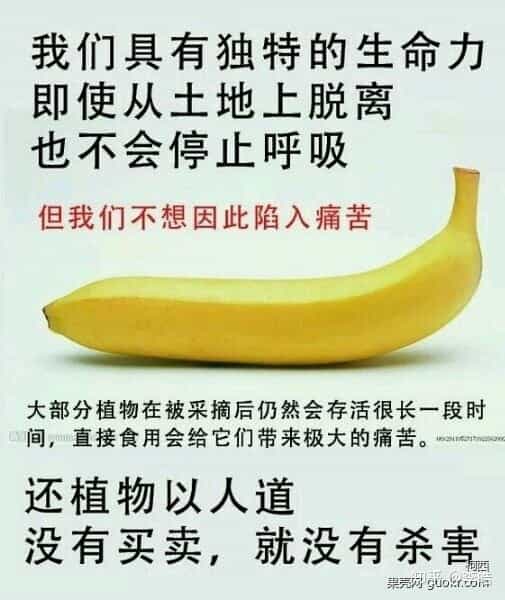 我们具有独特的生命力
即使从土地上脱离
也不会停止呼吸
但我们不想因此陷入痛苦
大部分植物在被采摘后仍然会存活很长一段时
间，直接食用会给它们带来极大的痛苦。
还植物以人道
没有买卖，就没有杀害
果壳网 guokr.com